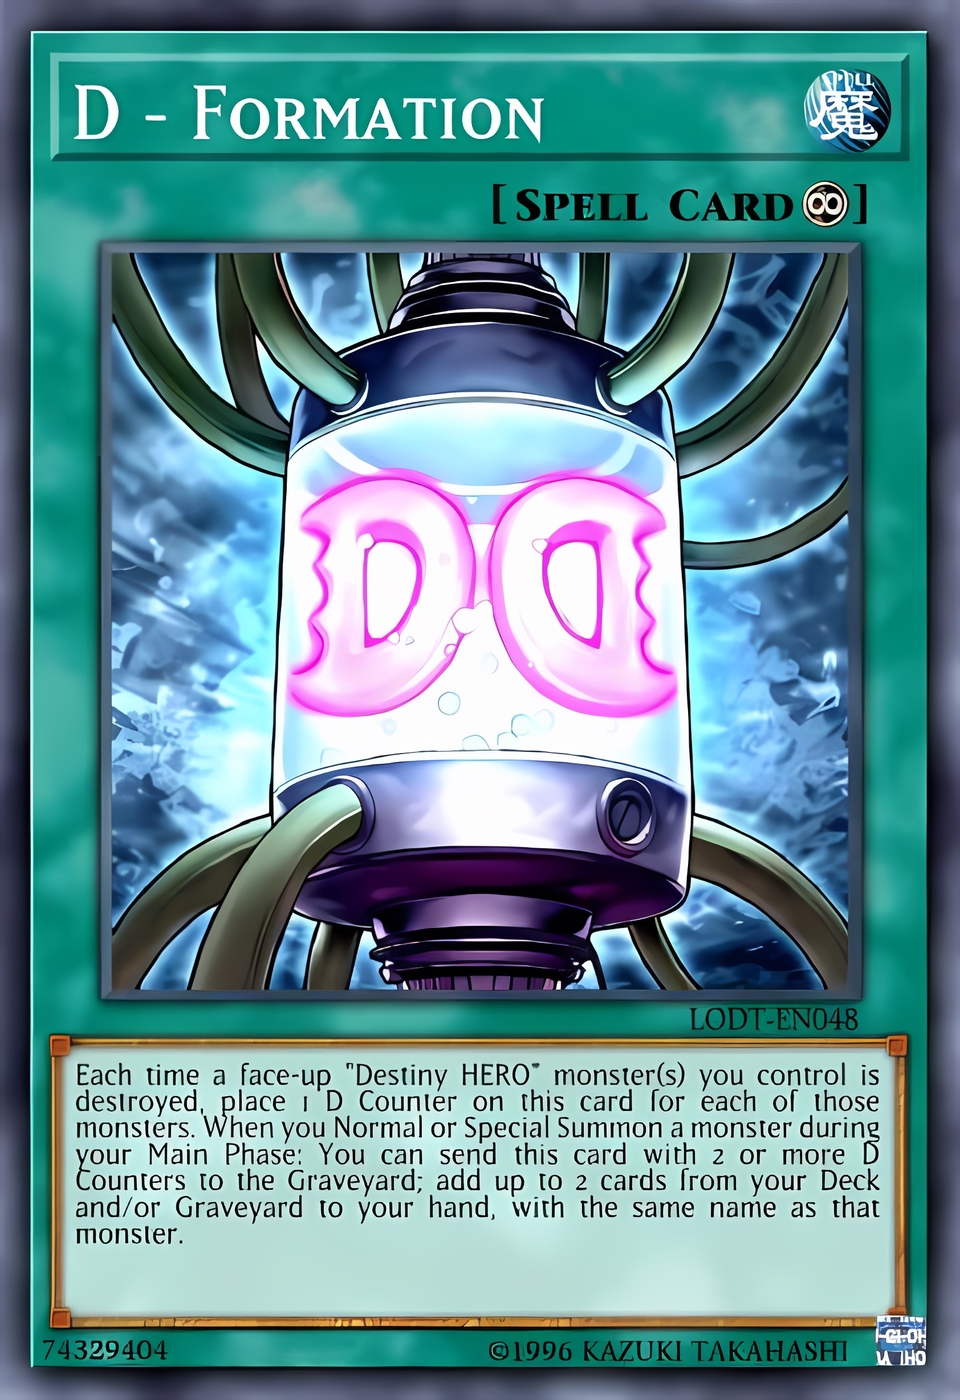 D - Formation
魔
[Spell Card]
D D
LODT-EN048
Each time a face-up "Destiny HERO" monster(s) you control is
destroyed, place 1 D Counter on this card for each of those
monsters. When you Normal or Special Summon a monster during
your Main Phase: You can send this card with 2 or more D
Counters to the Graveyard; add up to 2 cards from your Deck
and/or Graveyard to your hand, with the same name as that
monster.
74329404
©1996 KAZUKI TAKAHASHI